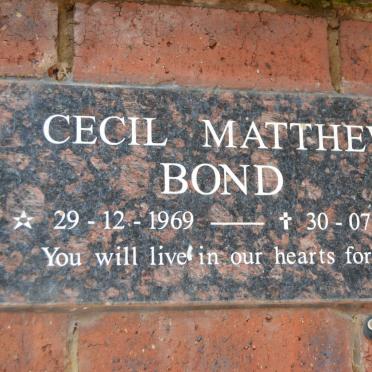 CECIL MATTHEW
BOND
☆ 29 - 12 - 1969 —— ✝ 30 - 07
You will live in our hearts for